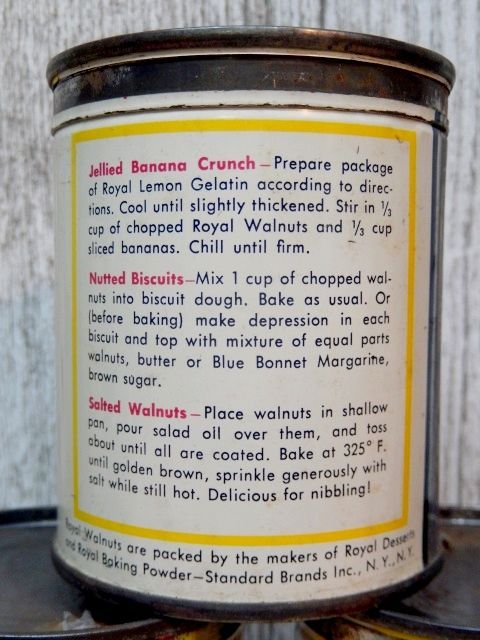 Jellied Banana Crunch—Prepare package
of Royal Lemon Gelatin according to direc-
tions. Cool until slightly thickened. Stir in ⅓
cup of chopped Royal Walnuts and ⅓ cup
sliced bananas. Chill until firm.
Nutted Biscuits—Mix 1 cup of chopped wal-
nuts into biscuit dough. Bake as usual. Or
(before baking) make depression in each
biscuit and top with mixture of equal parts
walnuts, butter or Blue Bonnet Margarine,
brown sugar.
Salted Walnuts—Place walnuts in shallow
pan, pour salad oil over them, and toss
about until all are coated. Bake at 325° F.
until golden brown, sprinkle generously with
salt while still hot. Delicious for nibbling!
Royal Walnuts are packed by the makers of Royal Desserts
and Royal Baking Powder—Standard Brands Inc., N.Y., N.Y.